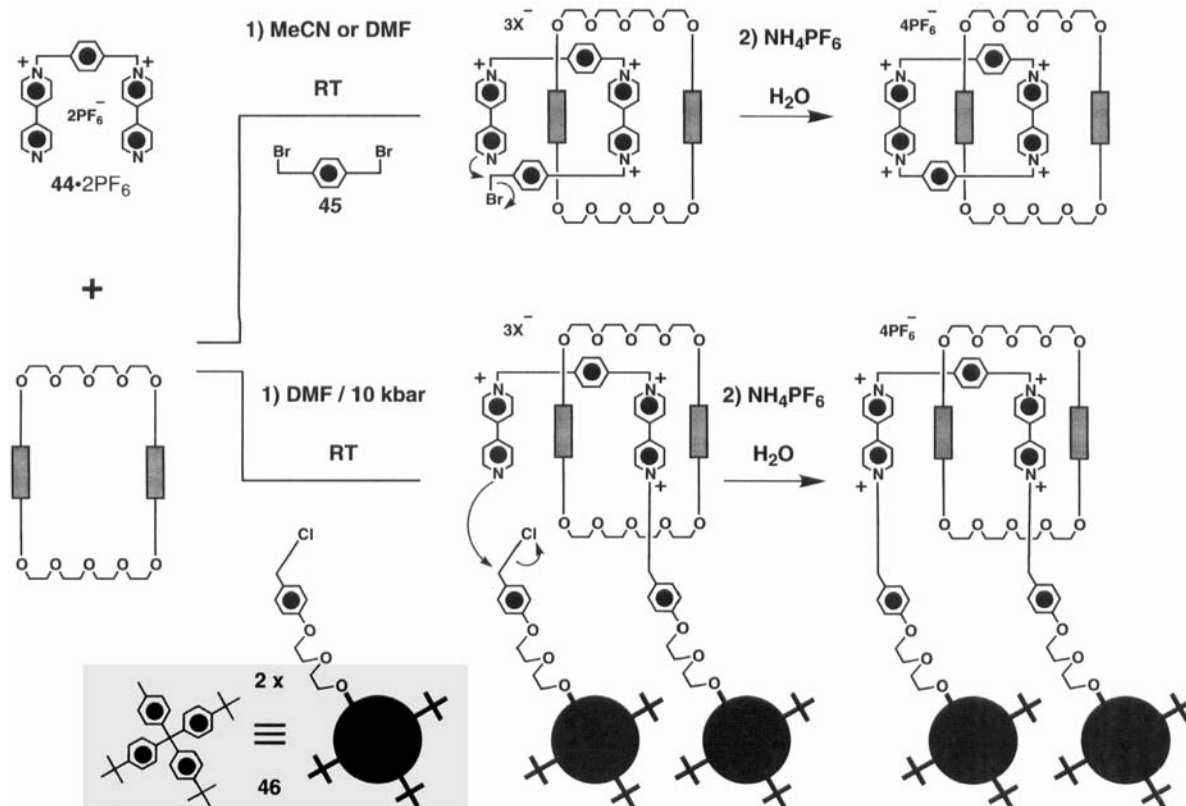 1) MeCN or DMF
RT
Br Br
45
+ +
N N
2PF6−
N N
44•2PF6
+
O O O O O
O O O O O
3X−
O O O O O
+ +
N N
N N
+
Br
O O O O O
2) NH4PF6
H2O
4PF6−
O O O O O
+ +
N N
N N
+ +
O O O O O
1) DMF / 10 kbar
RT
Cl
O
O
O
2 x
≡
46
3X−
O O O O O
+ +
N N
N N
+
O O O O O
Cl
O O
O O
O O
2) NH4PF6
H2O
4PF6−
O O O O O
+ +
N N
N N
+ +
O O O O O
O O
O O
O O